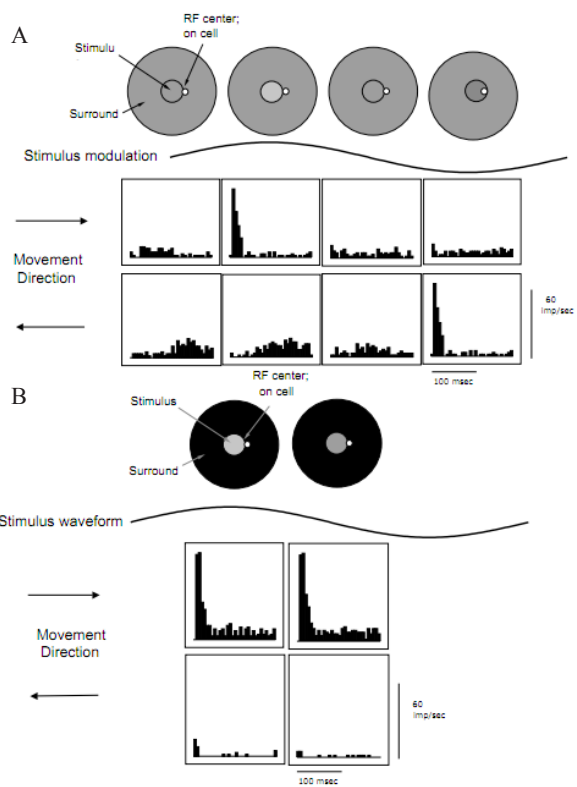 A
RF center;
on cell
Stimulu
Surround
Stimulus modulation
Movement
Direction
60
imp/sec
100 msec
B
RF center;
on cell
Stimulus
Surround
Stimulus waveform
Movement
Direction
60
imp/sec
100 msec